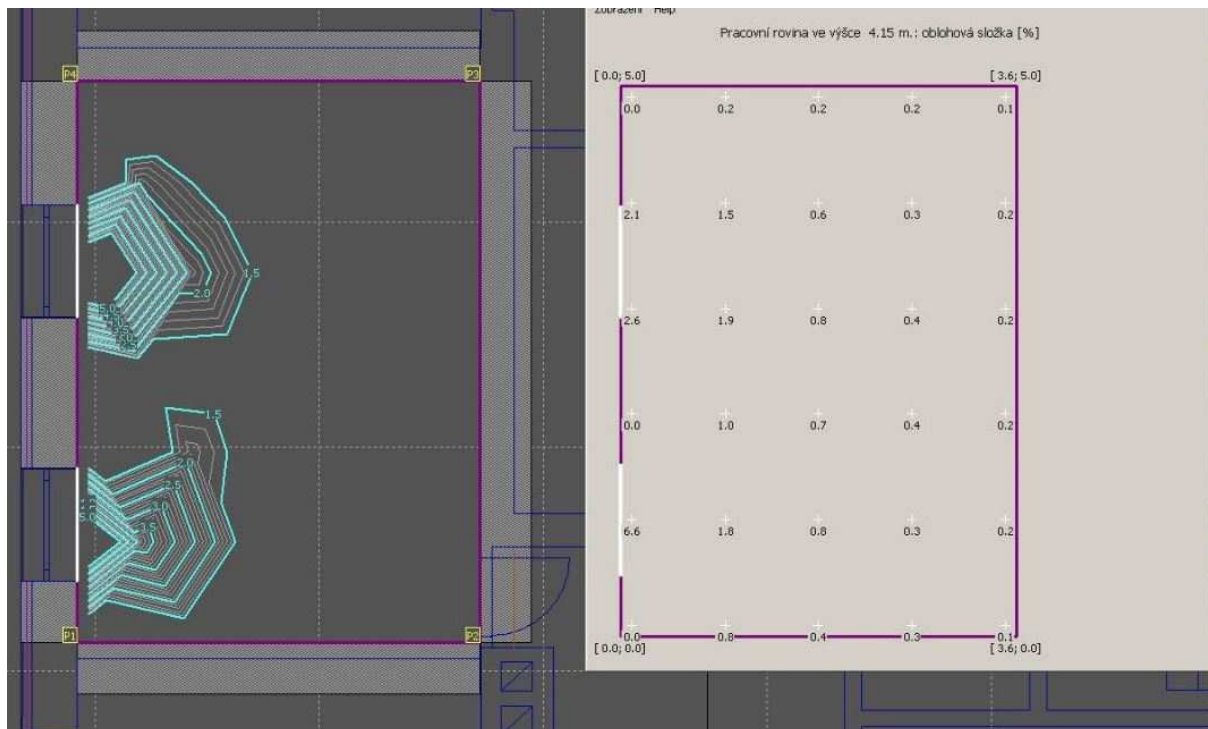 Zobrazení Help
Pracovní rovina ve výšce 4.15 m.: oblohová složka [%]
[ 0.0; 5.0] [ 3.6; 5.0]
0.0 0.2 0.2 0.2 0.1
2.1 1.5 0.6 0.3 0.2
2.6 1.9 0.8 0.4 0.2
0.0 1.0 0.7 0.4 0.2
6.6 1.8 0.8 0.3 0.2
0.0 0.8 0.4 0.3 0.1
[ 0.0; 0.0] [ 3.6; 0.0]
P4 P3
1.5
2.0
5.0
1.5
2.0
2.5
3.0
3.5
5.0
P1 P2